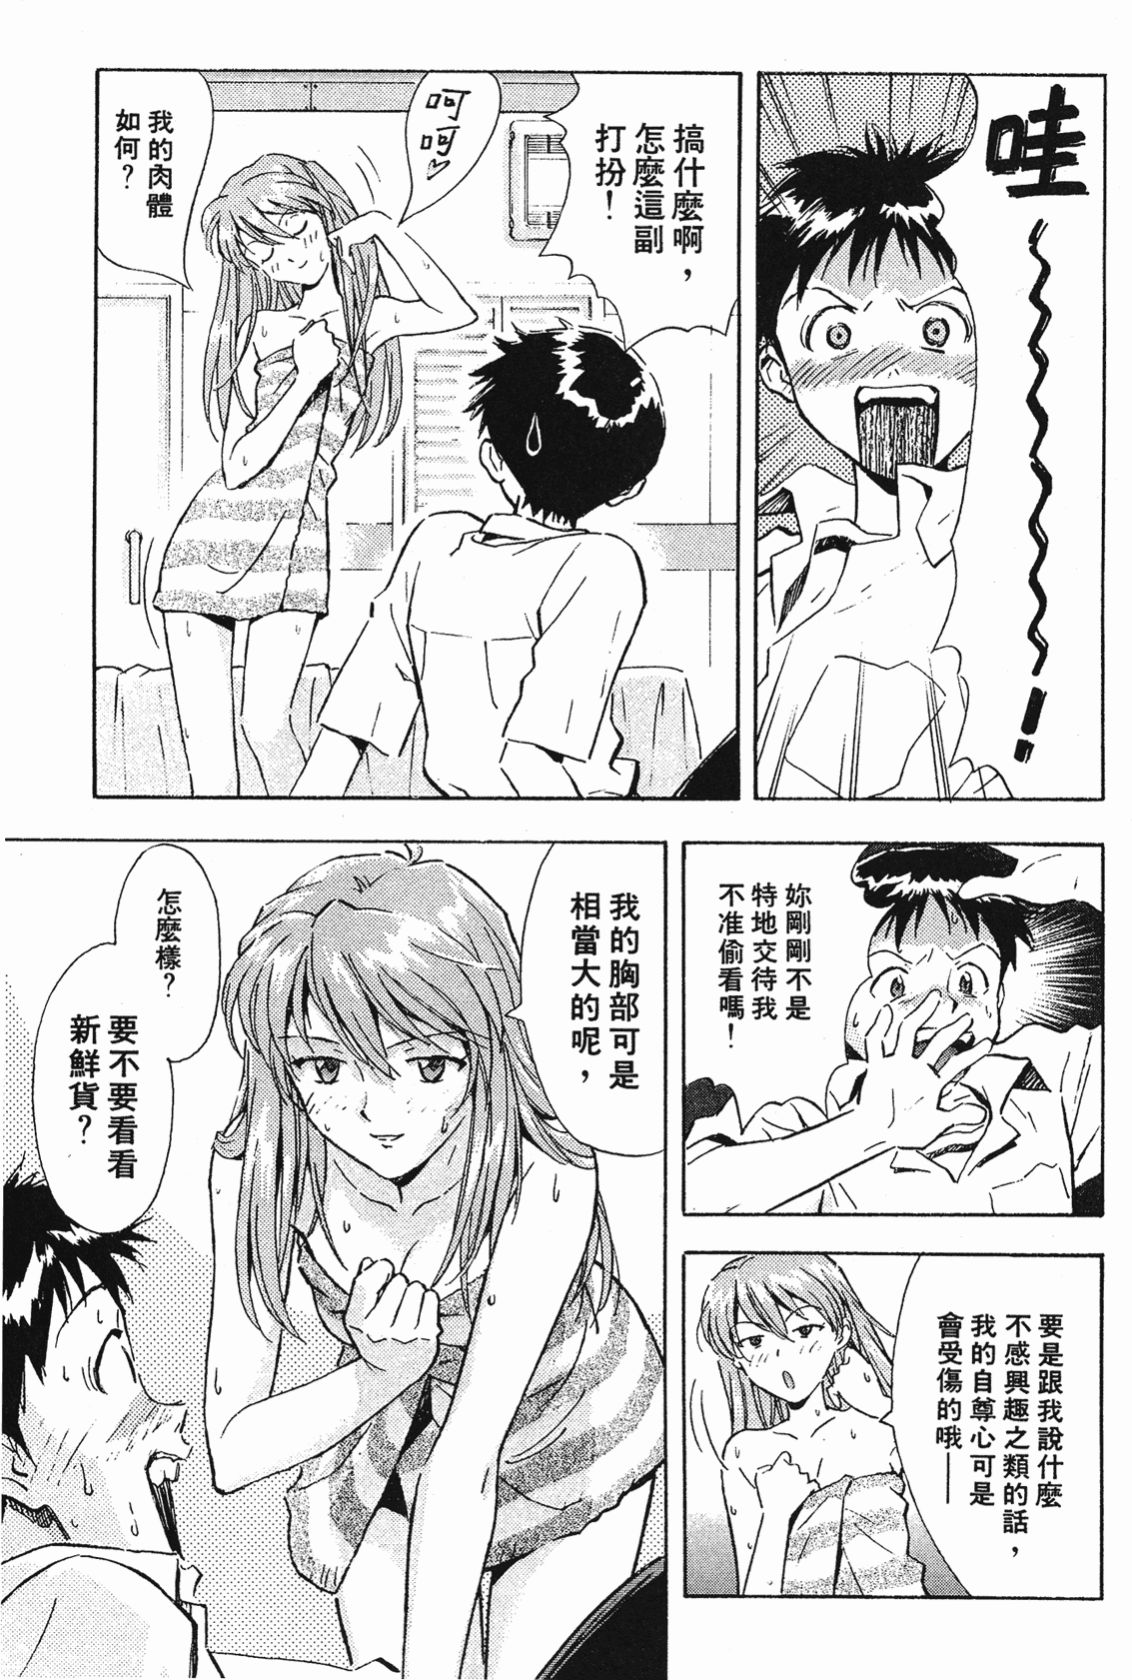 哇～～～！
搞什麼啊，
怎麼這副
打扮！
呵
呵♥
我的肉體
如何？
妳剛剛不是
特地交待我
不准偷看嗎！
要是跟我說什麼
不感興趣之類的話，
我的自尊心可是
會受傷的哦——
我的胸部可是
相當大的呢，
怎麼樣？
要不要看看
新鮮貨？